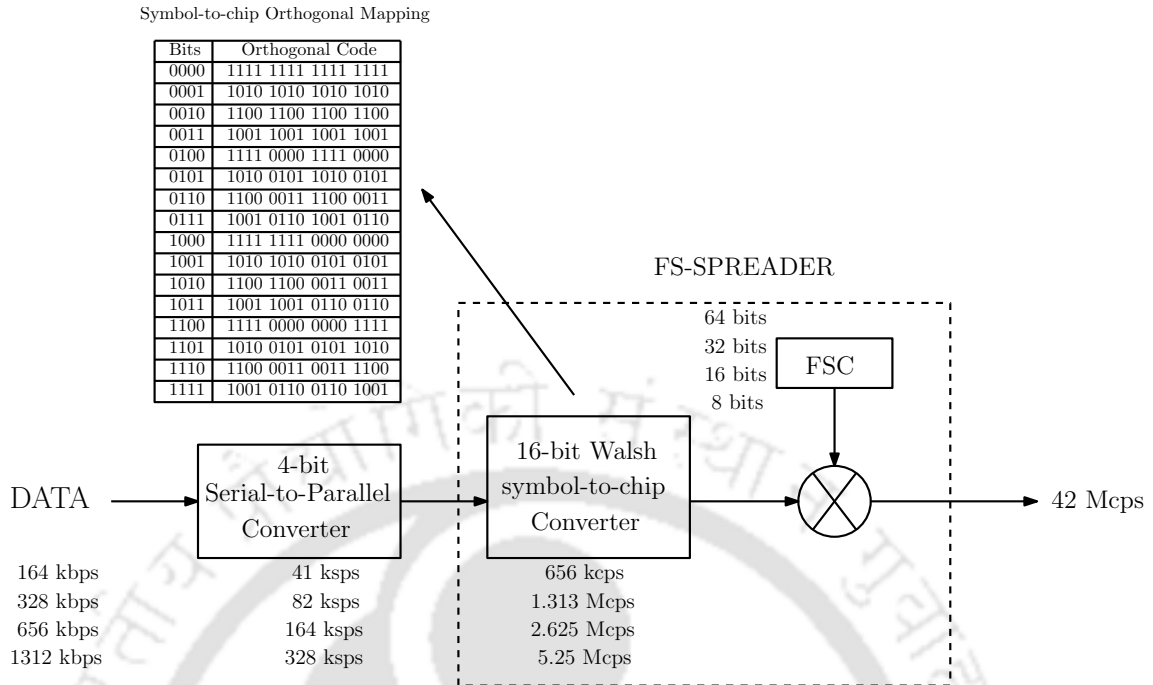 Symbol-to-chip Orthogonal Mapping
Bits Orthogonal Code
0000 1111 1111 1111 1111
0001 1010 1010 1010 1010
0010 1100 1100 1100 1100
0011 1001 1001 1001 1001
0100 1111 0000 1111 0000
0101 1010 0101 1010 0101
0110 1100 0011 1100 0011
0111 1001 0110 1001 0110
1000 1111 1111 0000 0000
1001 1010 1010 0101 0101
1010 1100 1100 0011 0011
1011 1001 1001 0110 0110
1100 1111 0000 0000 1111
1101 1010 0101 0101 1010
1110 1100 0011 0011 1100
1111 1001 0110 0110 1001
FS-SPREADER
64 bits
32 bits
16 bits
8 bits
FSC
DATA
4-bit
Serial-to-Parallel
Converter
16-bit Walsh
symbol-to-chip
Converter
42 Mcps
164 kbps 41 ksps 656 kcps
328 kbps 82 ksps 1.313 Mcps
656 kbps 164 ksps 2.625 Mcps
1312 kbps 328 ksps 5.25 Mcps